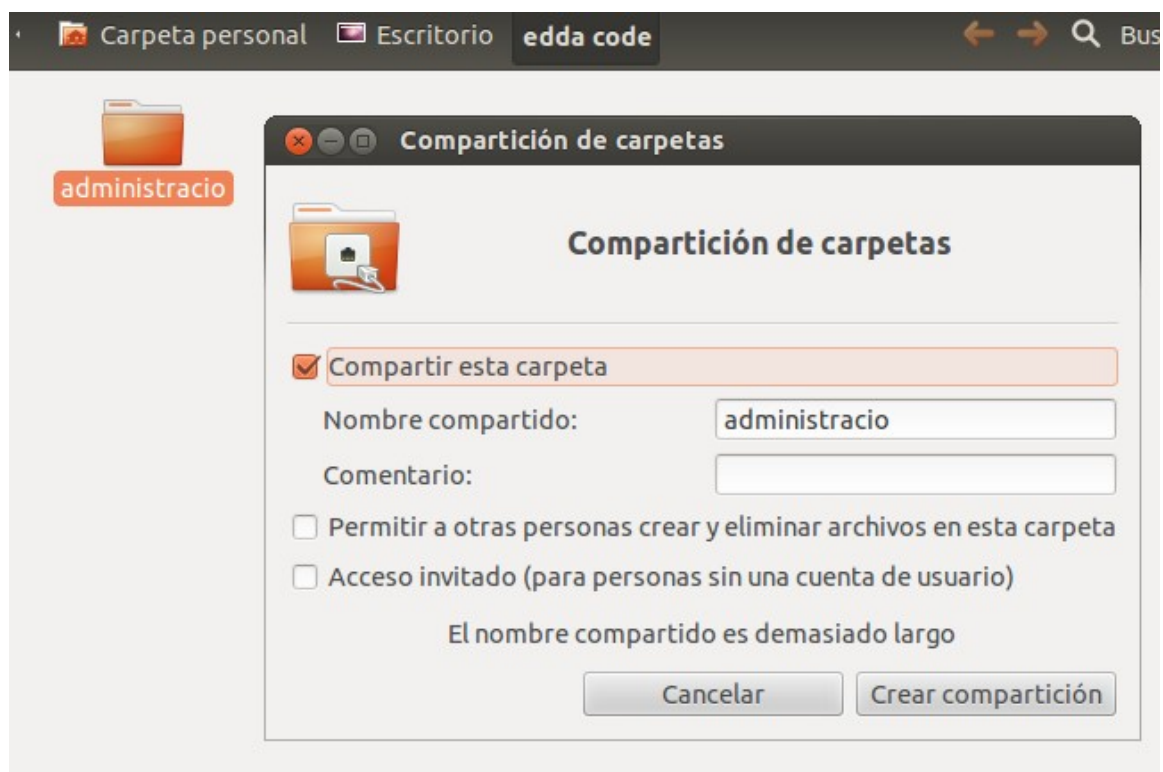 Carpeta personal Escritorio edda code Bus
administracio
Compartición de carpetas
Compartición de carpetas
Compartir esta carpeta
Nombre compartido: administracio
Comentario:
Permitir a otras personas crear y eliminar archivos en esta carpeta
Acceso invitado (para personas sin una cuenta de usuario)
El nombre compartido es demasiado largo
Cancelar Crear compartición